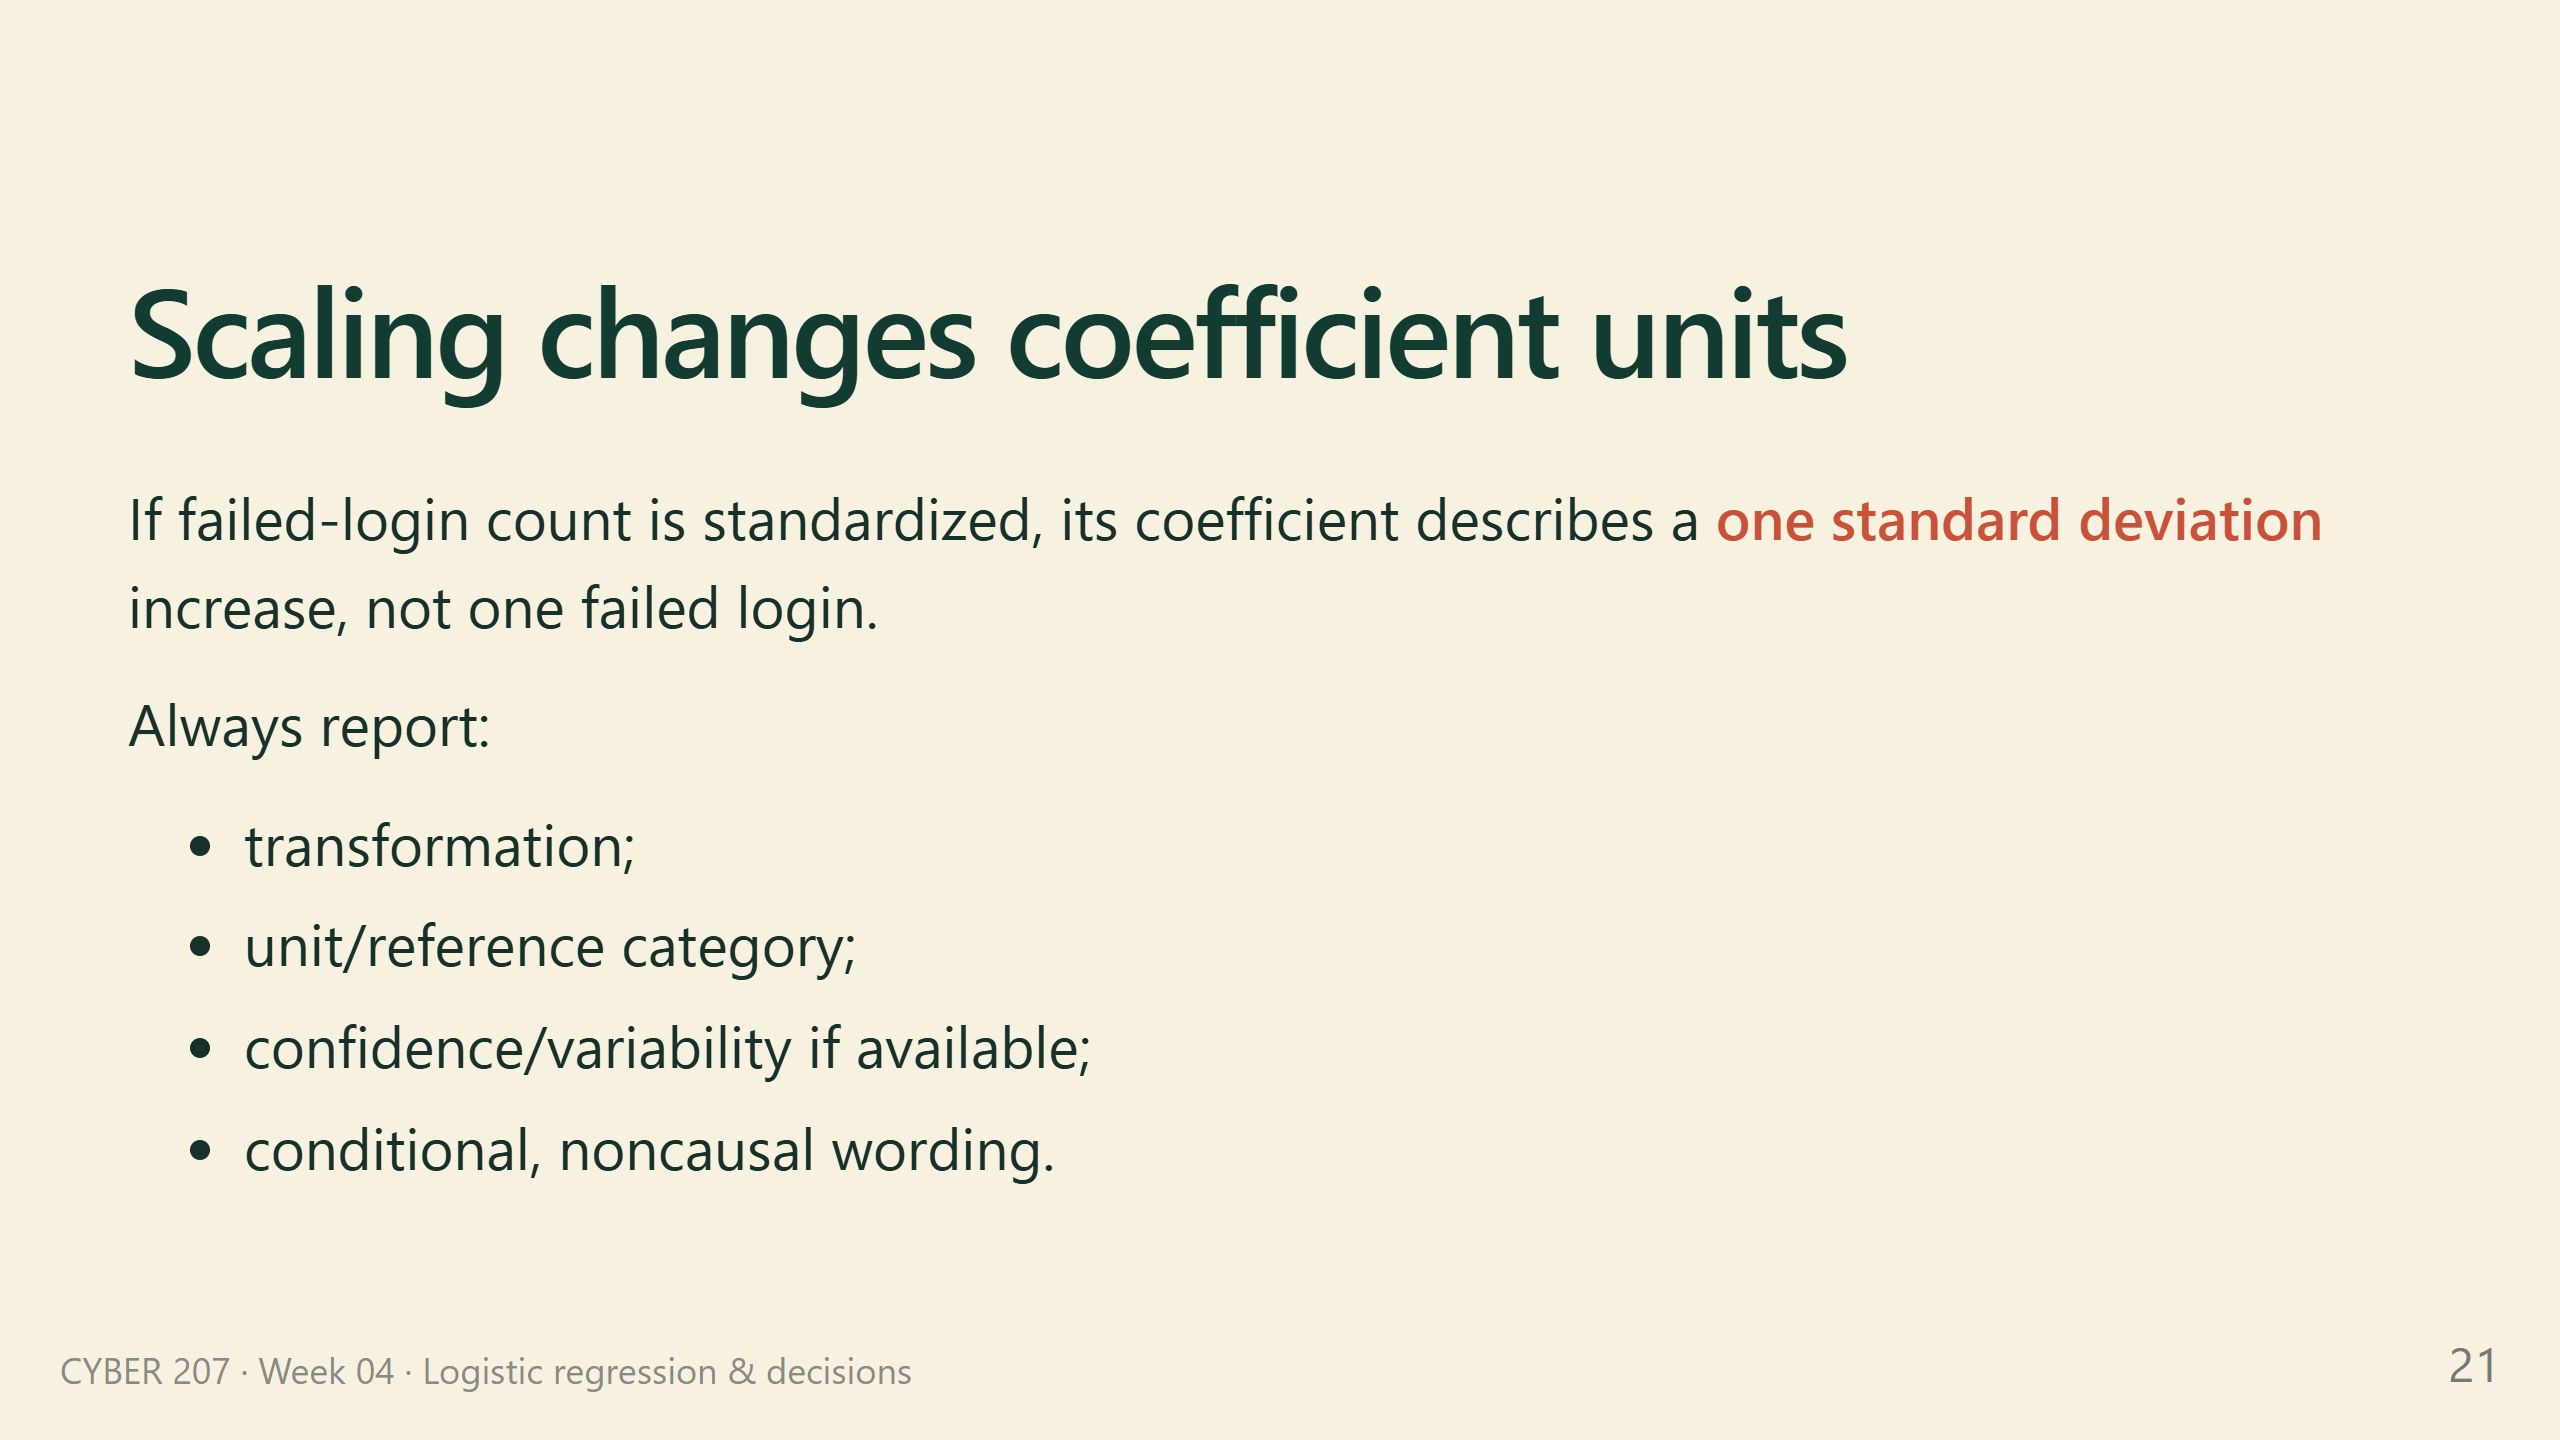 Scaling changes coefficient units
If failed-login count is standardized, its coefficient describes a one standard deviation
increase, not one failed login.
Always report:
• transformation;
• unit/reference category;
• confidence/variability if available;
• conditional, noncausal wording.
CYBER 207 · Week 04 · Logistic regression & decisions
21